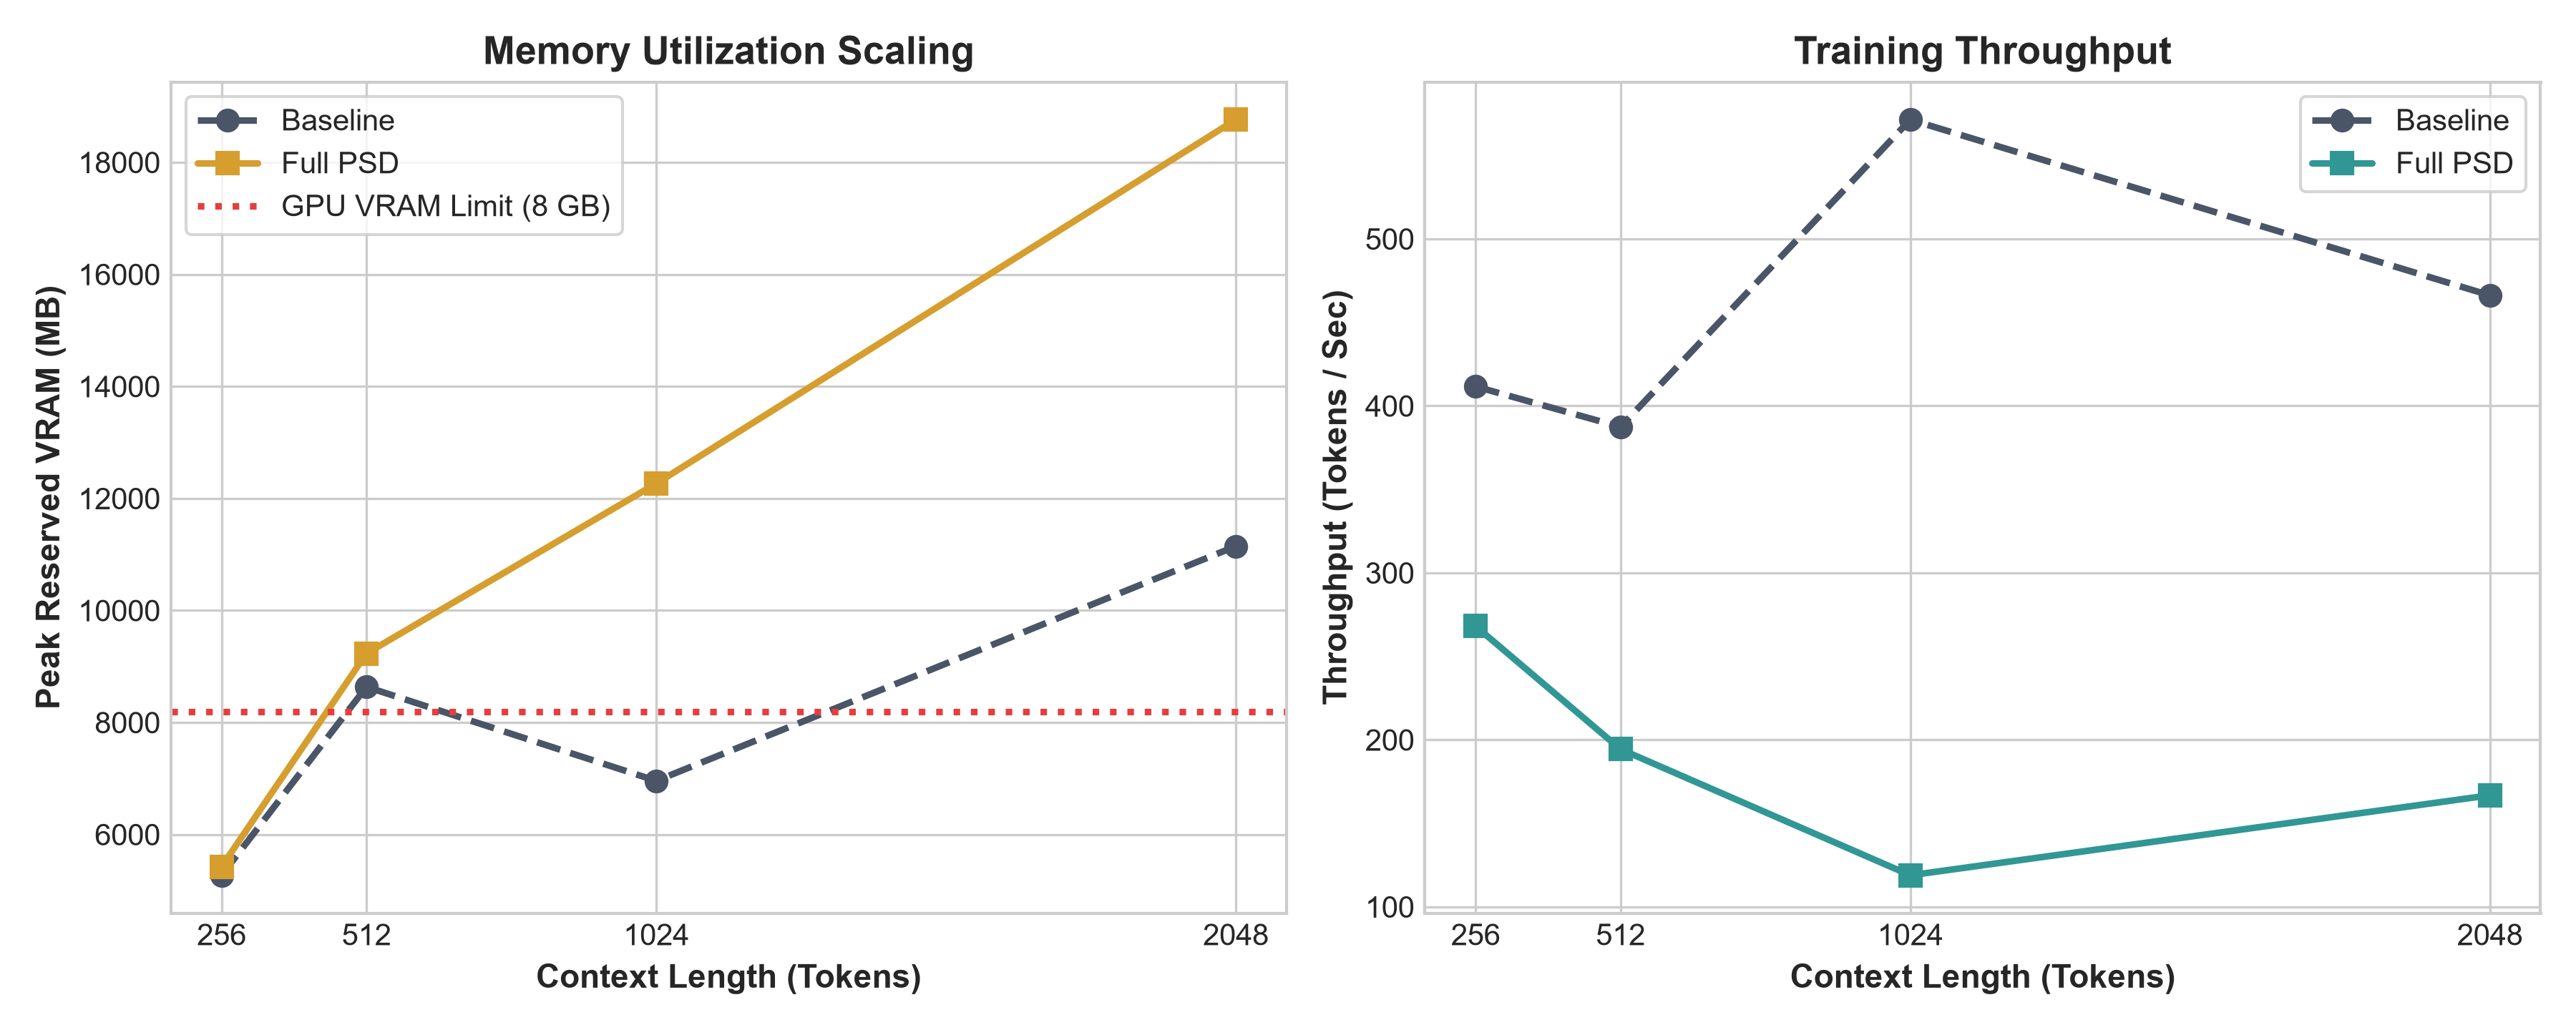 Memory Utilization Scaling
Baseline
Full PSD
GPU VRAM Limit (8 GB)
Peak Reserved VRAM (MB)
18000
16000
14000
12000
10000
8000
6000
256 512 1024 2048
Context Length (Tokens)
Training Throughput
Baseline
Full PSD
Throughput (Tokens / Sec)
500
400
300
200
100
256 512 1024 2048
Context Length (Tokens)